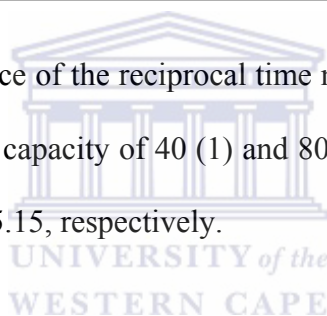 ce of the reciprocal time
capacity of 40 (1) and 80
5.15, respectively.
UNIVERSITY of the
WESTERN CAPE